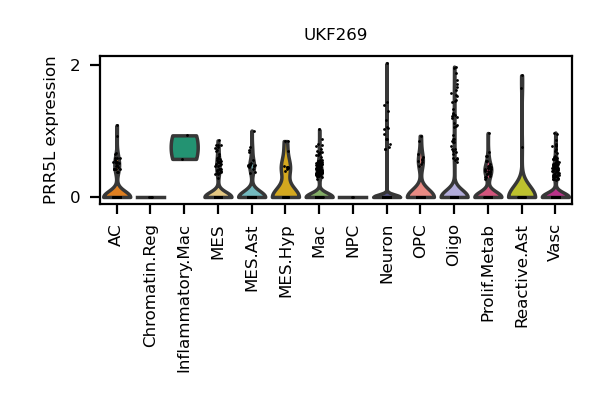 UKF269
PRR5L expression
2
0
AC
Chromatin.Reg
Inflammatory.Mac
MES
MES.Ast
MES.Hyp
Mac
NPC
Neuron
OPC
Oligo
Prolif.Metab
Reactive.Ast
Vasc